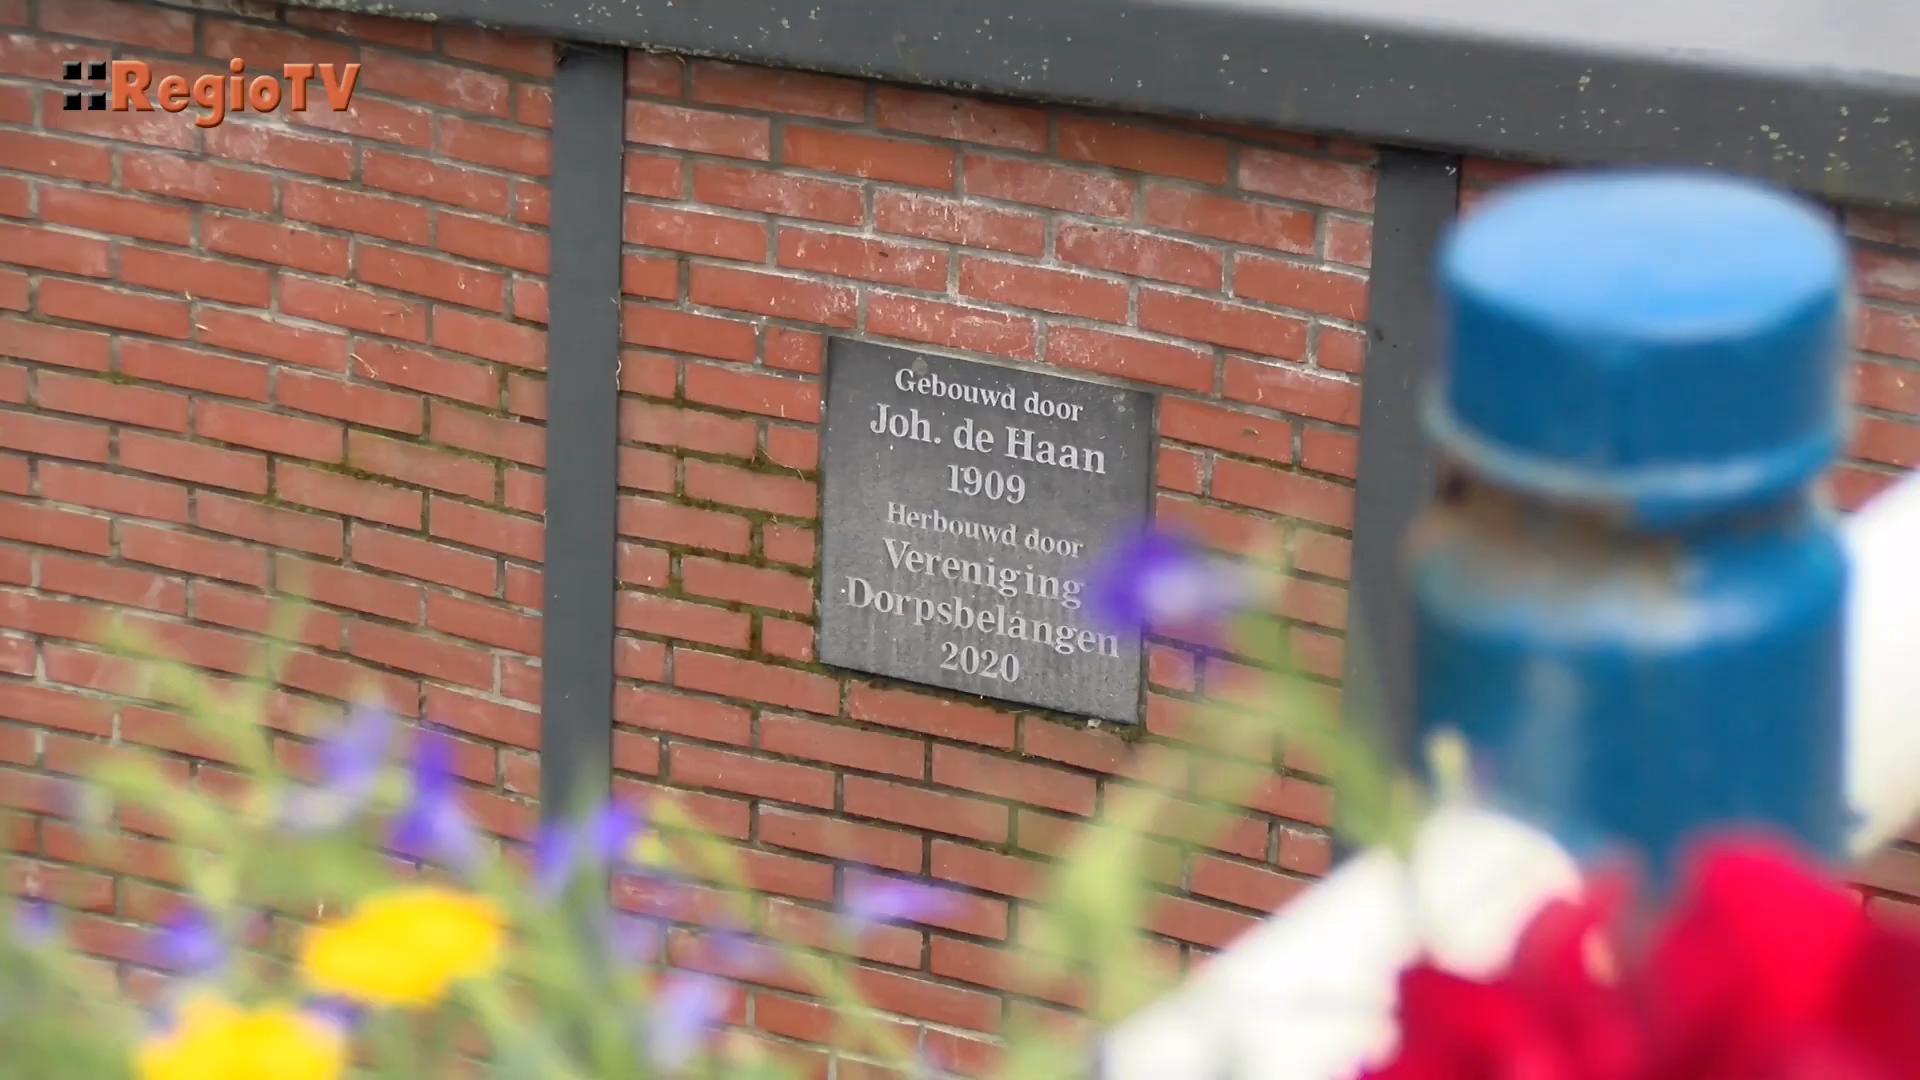 RegioTV
Gebouwd door
Joh. de Haan
1909
Herbouwd door
Vereniging
Dorpsbelangen
2020